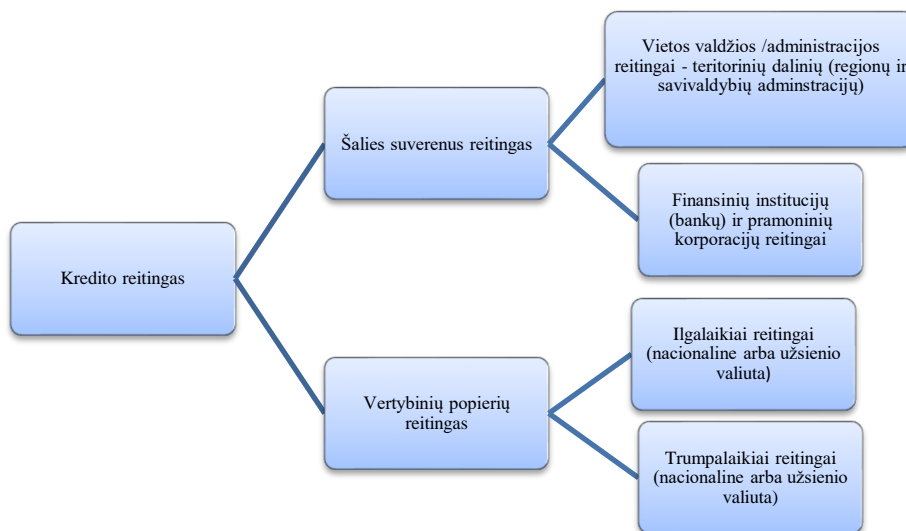 Vietos valdžios /administracijos
reitingai - teritorinių dalinių (regionų ir
savivaldybių adminstracijų)
Šalies suverenus reitingas
Finansinių institucijų
(bankų) ir pramoninių
korporacijų reitingai
Kredito reitingas
Ilgalaikiai reitingai
(nacionaline arba užsienio
valiuta)
Vertybinių popierių
reitingas
Trumpalaikiai reitingai
(nacionaline arba užsienio
valiuta)